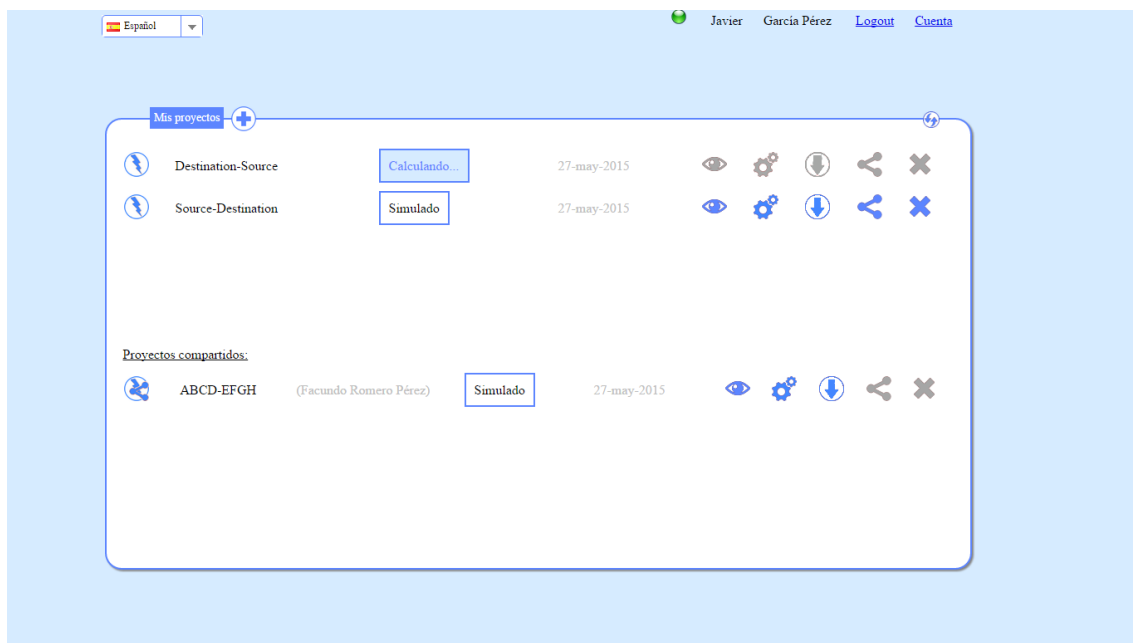 Español
Javier García Pérez Logout Cuenta
Mis proyectos
Destination-Source Calculando... 27-may-2015
Source-Destination Simulado 27-may-2015
Proyectos compartidos:
ABCD-EFGH (Facundo Romero Pérez) Simulado 27-may-2015